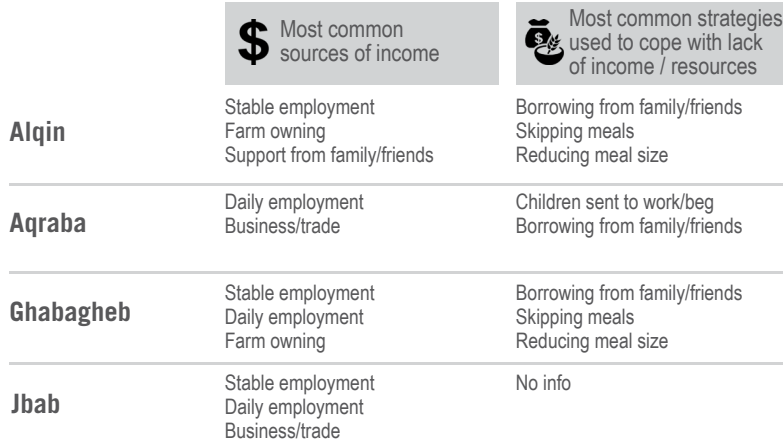 $ Most common
sources of income
Most common strategies
used to cope with lack
of income / resources
Alqin
Stable employment
Farm owning
Support from family/friends
Borrowing from family/friends
Skipping meals
Reducing meal size
Aqraba
Daily employment
Business/trade
Children sent to work/beg
Borrowing from family/friends
Ghabagheb
Stable employment
Daily employment
Farm owning
Borrowing from family/friends
Skipping meals
Reducing meal size
Jbab
Stable employment
Daily employment
Business/trade
No info